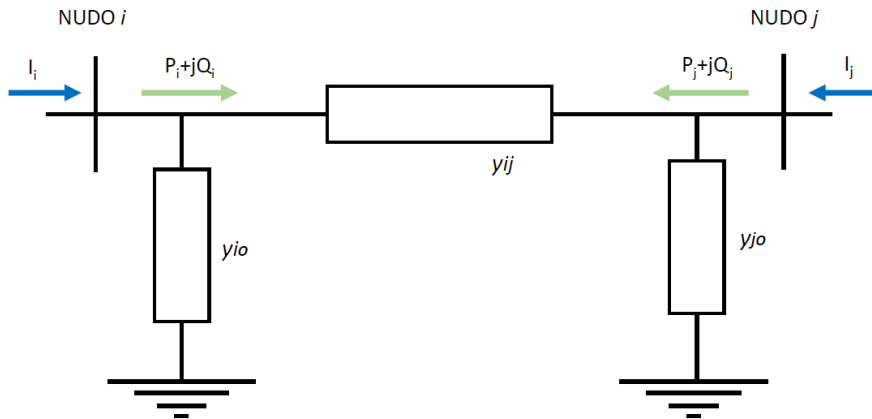 NUDO i
NUDO j
Ii
Pi+jQi
Pj+jQj
Ij
yij
yio
yjo